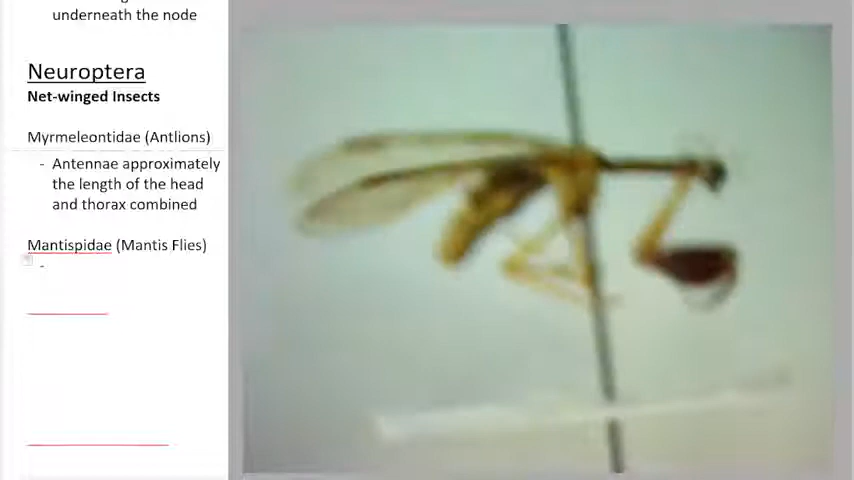 underneath the node
Neuroptera
Net-winged Insects
Myrmeleontidae (Antlions)
- Antennae approximately
the length of the head
and thorax combined
Mantispidae (Mantis Flies)
-